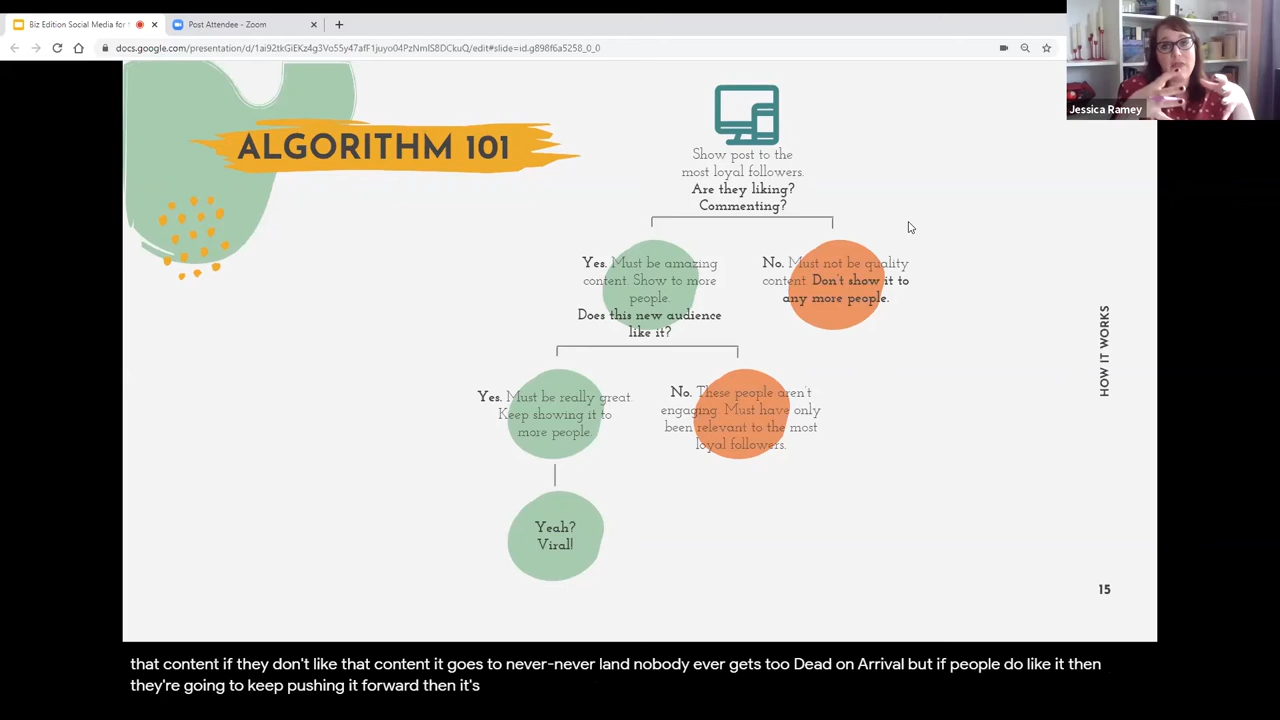 Biz Edition Social Media for
Post Attendee - Zoom
docs.google.com/presentation/d/1ai92tkGiEKz4g3Vo55y47afF1juyo04PzNmlS8DCkuQ/edit#slide=id.g898f6a5258_0_0
Jessica Ramey
ALGORITHM 101
Show post to the
most loyal followers.
Are they liking?
Commenting?
Yes. Must be amazing
content. Show to more
people.
Does this new audience
like it?
No. Must not be quality
content. Don't show it to
any more people.
Yes. Must be really great.
Keep showing it to
more people.
No. These people aren't
engaging. Must have only
been relevant to the most
loyal followers.
Yeah?
Viral!
HOW IT WORKS
15
that content if they don't like that content it goes to never-never land nobody ever gets too Dead on Arrival but if people do like it then
they're going to keep pushing it forward then it's